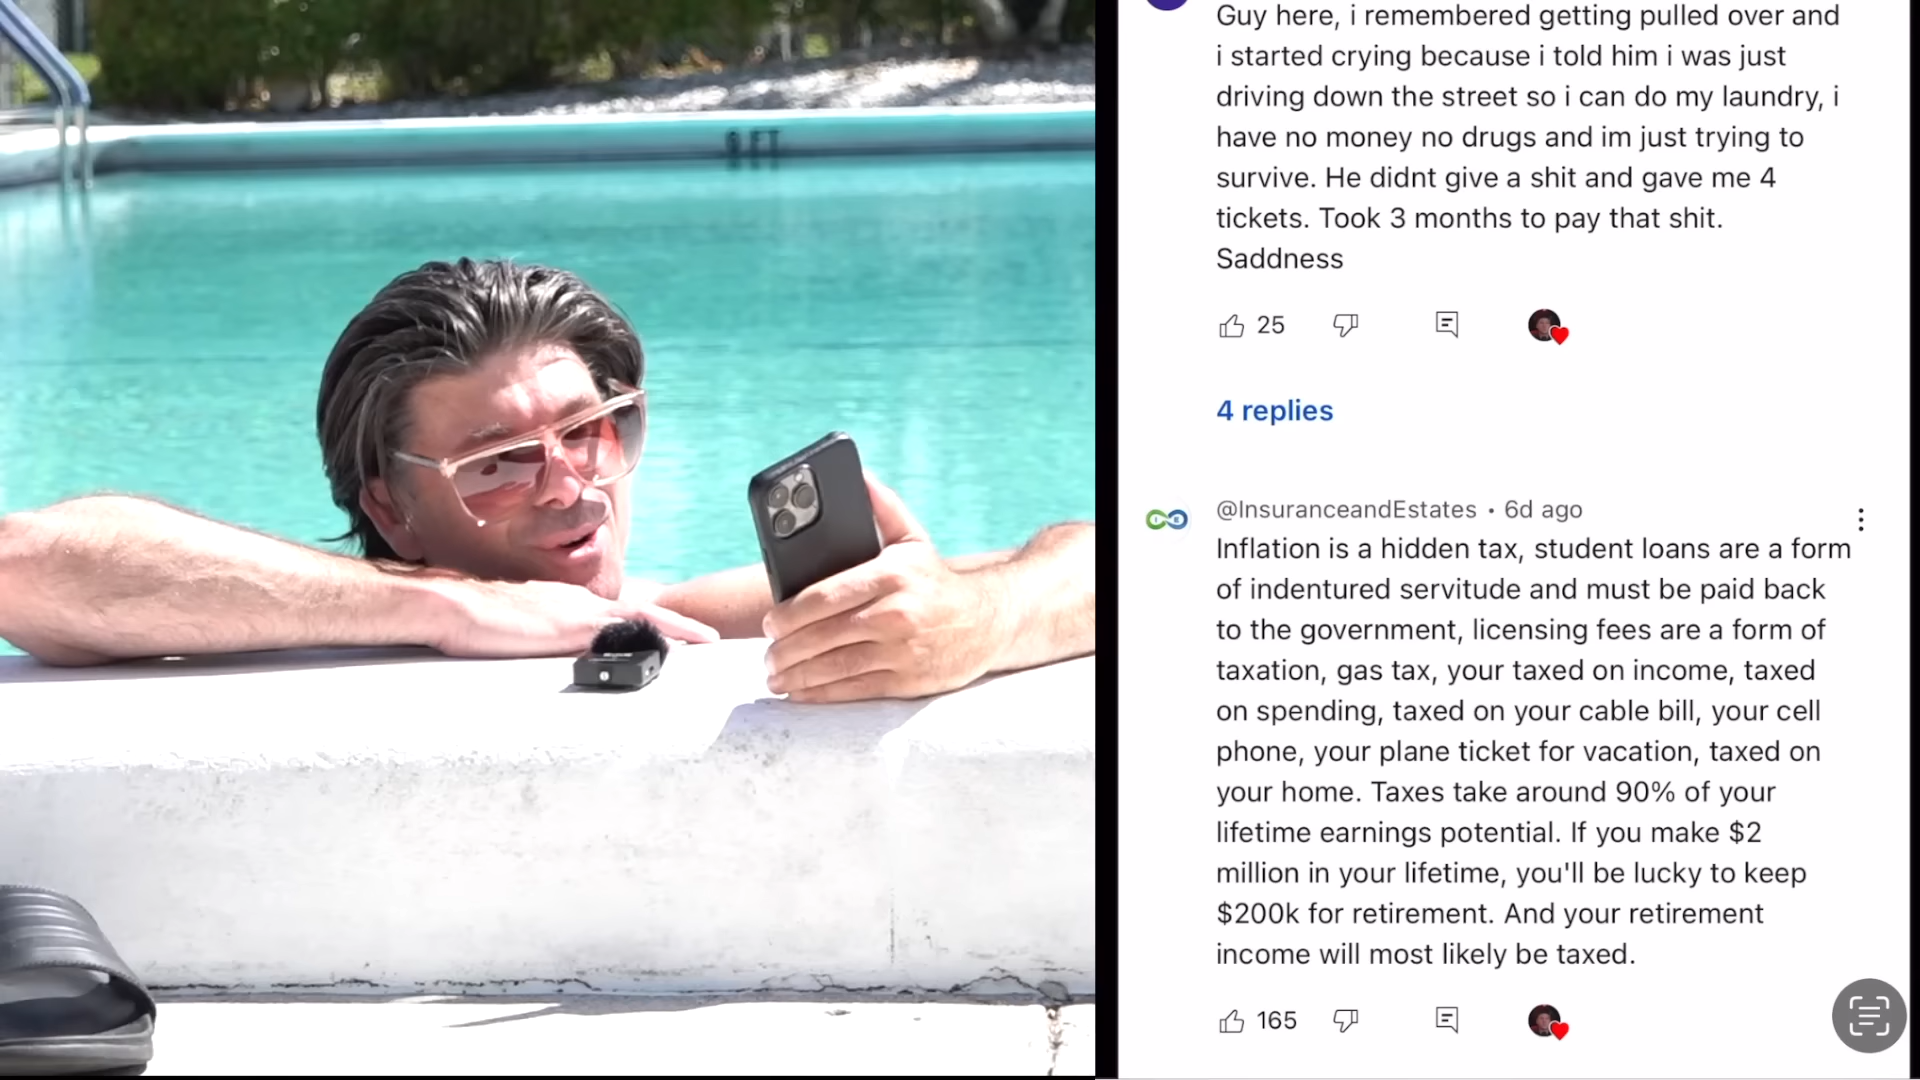 FT
Guy here, i remembered getting pulled over and
i started crying because i told him i was just
driving down the street so i can do my laundry, i
have no money no drugs and im just trying to
survive. He didnt give a shit and gave me 4
tickets. Took 3 months to pay that shit.
Saddness
25
4 replies
@InsuranceandEstates • 6d ago
Inflation is a hidden tax, student loans are a form
of indentured servitude and must be paid back
to the government, licensing fees are a form of
taxation, gas tax, your taxed on income, taxed
on spending, taxed on your cable bill, your cell
phone, your plane ticket for vacation, taxed on
your home. Taxes take around 90% of your
lifetime earnings potential. If you make $2
million in your lifetime, you'll be lucky to keep
$200k for retirement. And your retirement
income will most likely be taxed.
165